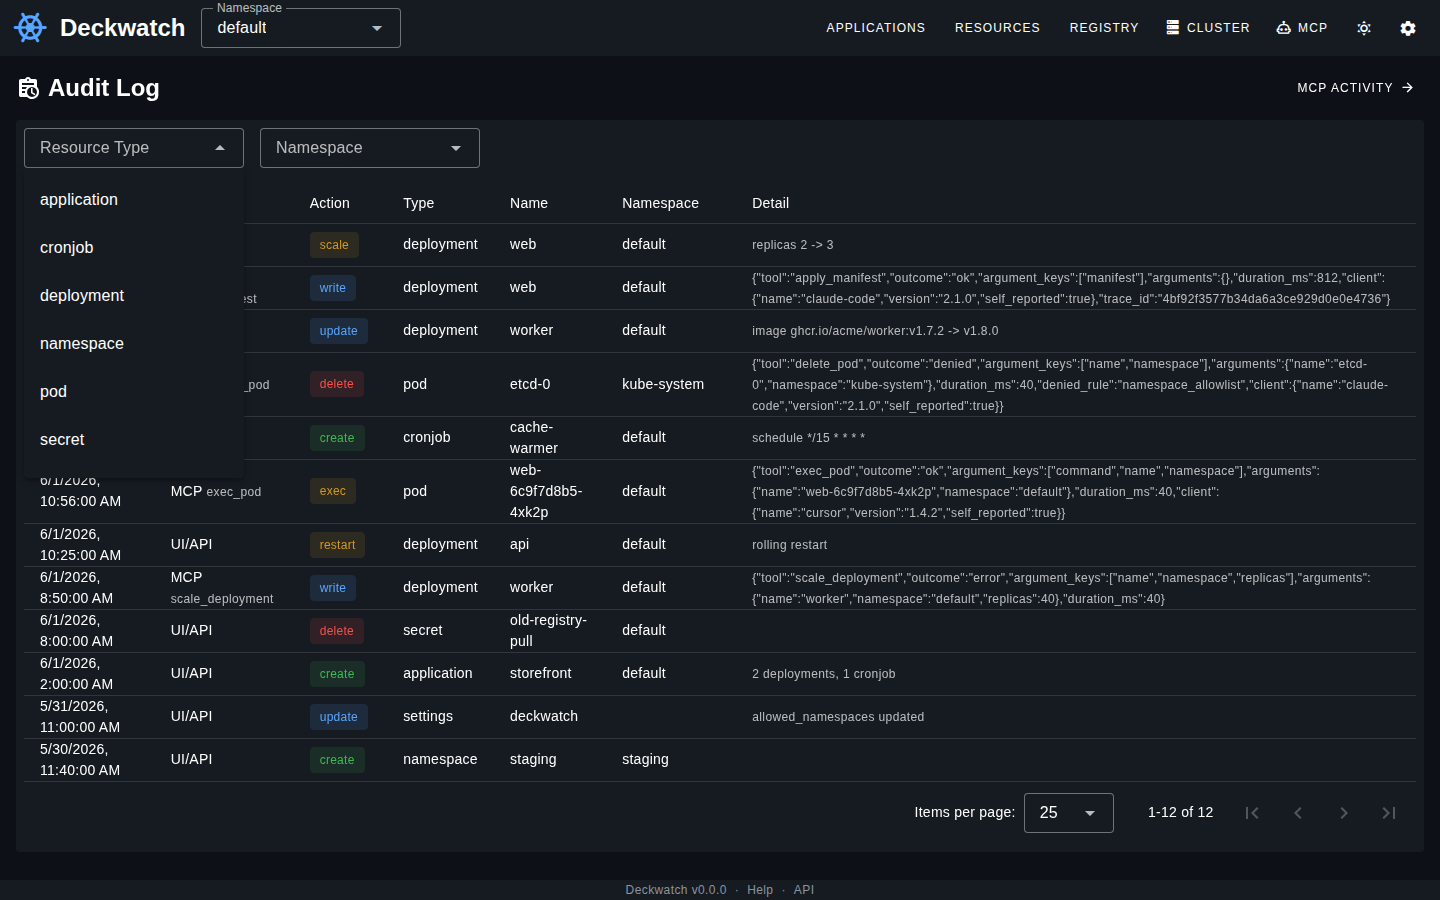 Deckwatch
Namespace
default
APPLICATIONS
RESOURCES
REGISTRY
CLUSTER
MCP
Audit Log
MCP ACTIVITY
Resource Type
Namespace
application
cronjob
deployment
namespace
pod
secret
Action Type Name Namespace Detail
scale deployment web default replicas 2 -> 3
write deployment web default
{"tool":"apply_manifest","outcome":"ok","argument_keys":["manifest"],"arguments":{},"duration_ms":812,"client":
{"name":"claude-code","version":"2.1.0","self_reported":true},"trace_id":"4bf92f3577b34da6a3ce929d0e0e4736"}
est
update deployment worker default image ghcr.io/acme/worker:v1.7.2 -> v1.8.0
_pod
delete pod etcd-0 kube-system
{"tool":"delete_pod","outcome":"denied","argument_keys":["name","namespace"],"arguments":{"name":"etcd-
0","namespace":"kube-system"},"duration_ms":40,"denied_rule":"namespace_allowlist","client":{"name":"claude-
code","version":"2.1.0","self_reported":true}}
create cronjob
cache-
warmer
default schedule */15 * * * *
6/1/2026,
10:56:00 AM
MCP exec_pod
exec pod
web-
6c9f7d8b5-
4xk2p
default
{"tool":"exec_pod","outcome":"ok","argument_keys":["command","name","namespace"],"arguments":
{"name":"web-6c9f7d8b5-4xk2p","namespace":"default"},"duration_ms":40,"client":
{"name":"cursor","version":"1.4.2","self_reported":true}}
6/1/2026,
10:25:00 AM
UI/API restart deployment api default rolling restart
6/1/2026,
8:50:00 AM
MCP
scale_deployment
write deployment worker default
{"tool":"scale_deployment","outcome":"error","argument_keys":["name","namespace","replicas"],"arguments":
{"name":"worker","namespace":"default","replicas":40},"duration_ms":40}
6/1/2026,
8:00:00 AM
UI/API delete secret
old-registry-
pull
default
6/1/2026,
2:00:00 AM
UI/API create application storefront default 2 deployments, 1 cronjob
5/31/2026,
11:00:00 AM
UI/API update settings deckwatch allowed_namespaces updated
5/30/2026,
11:40:00 AM
UI/API create namespace staging staging
Items per page: 25 1-12 of 12
Deckwatch v0.0.0 · Help · API